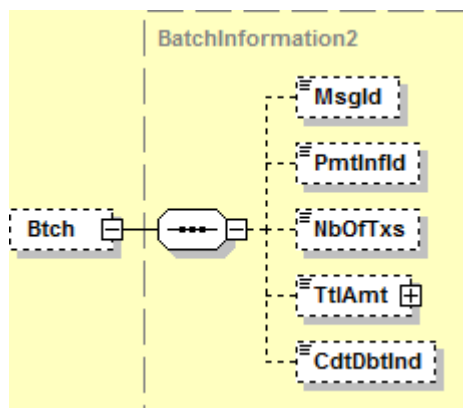 BatchInformation2
MsgId
PmtInfId
Btch
NbOfTxs
TtlAmt
CdtDbtInd